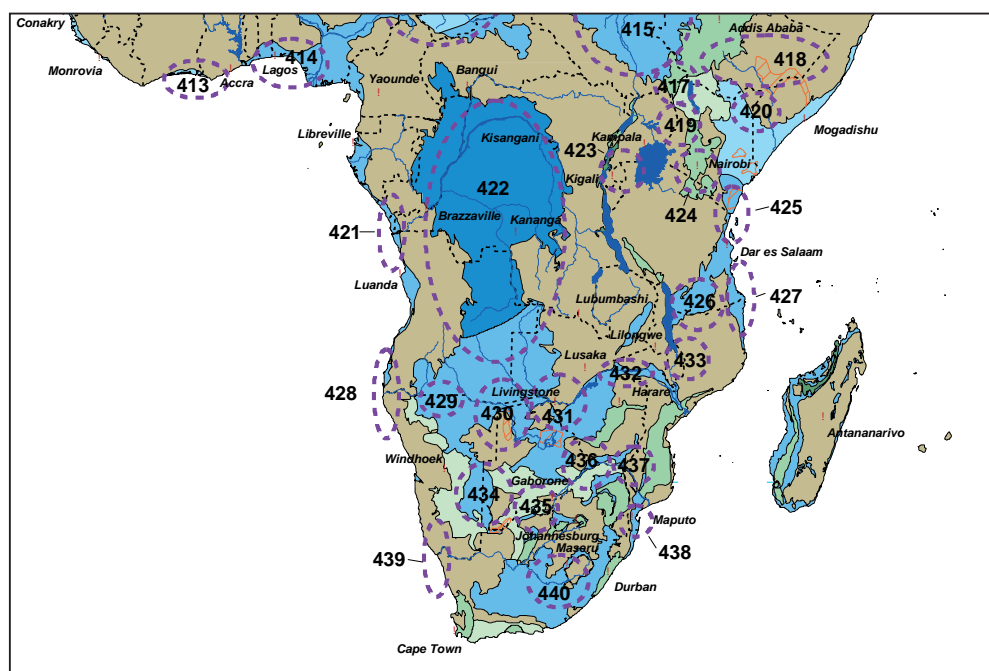 Conakry
415
Addis Ababa
414
418
Monrovia
Lagos
413
Accra
Bangui
Yaounde
417
420
Libreville
Kisangani
419
Mogadishu
423
Kampala
Nairobi
Kigali
422
421
Brazzaville
Kananga
424
425
Dar es Salaam
Luanda
Lubumbashi
426
427
Lilongwe
Lusaka
433
432
428
429
Livingstone
Harare
430
431
Antananarivo
Windhoek
436
437
Gaborone
434
435
Maputo
Johannesburg
Maseru
438
439
440
Durban
Cape Town